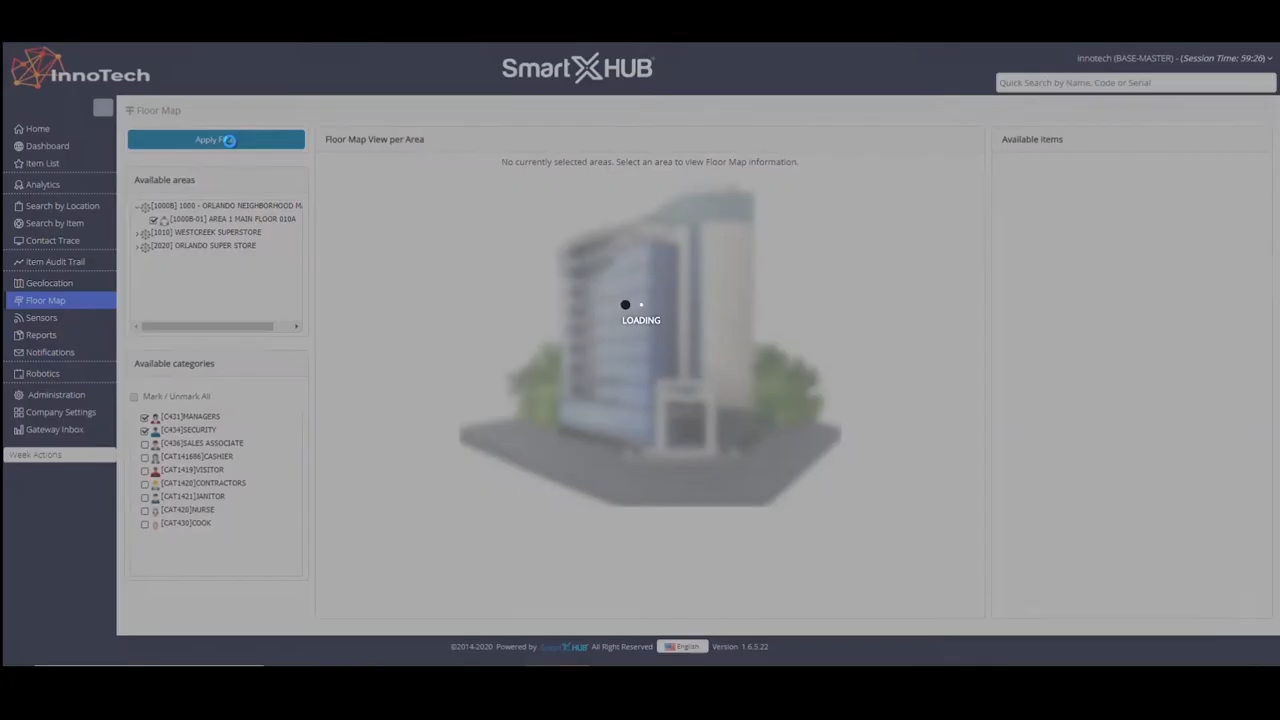 InnoTech
SmartXHUB
innotech (BASE-MASTER) - (Session Time: 59:26)
Quick Search by Name, Code or Serial
Home
Dashboard
Item List
Analytics
Search by Location
Search by Item
Contact Trace
Item Audit Trail
Geolocation
Floor Map
Sensors
Reports
Notifications
Robotics
Administration
Company Settings
Gateway Inbox
Week Actions
Floor Map
Apply
Available areas
[1000B] 1000 - ORLANDO NEIGHBORHOOD
[1000B-01] AREA 1 MAIN FLOOR 010A
[1010] WESTCREEK SUPERSTORE
[2020] ORLANDO SUPER STORE
Available categories
Mark / Unmark All
[C431]MANAGERS
[C434]SECURITY
[C436]SALES ASSOCIATE
[CAT141686]CASHIER
[CAT1419]VISITOR
[CAT1420]CONTRACTORS
[CAT1421]JANITOR
[CAT420]NURSE
[CAT430]COOK
Floor Map View per Area
No currently selected areas. Select an area to view Floor Map information.
LOADING
Available items
©2014-2020 Powered by SmartXHUB All Right Reserved English Version 1.6.5.22